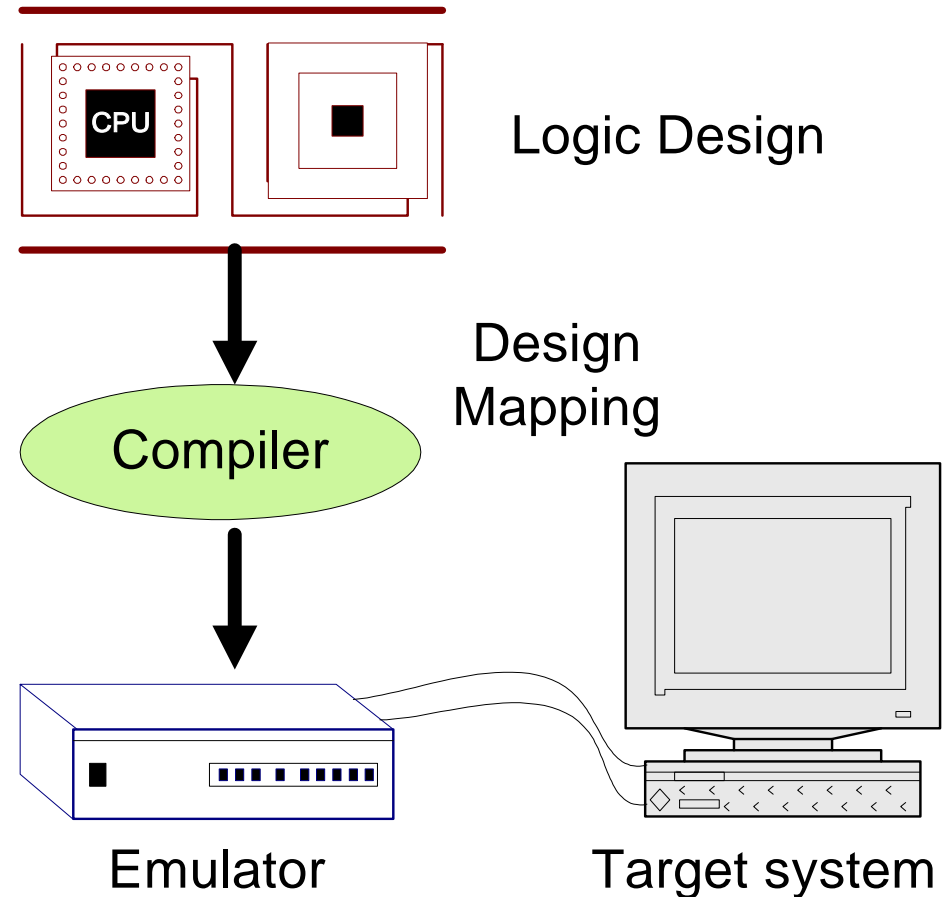 CPU
Logic Design
Design
Mapping
Compiler
Emulator
Target system